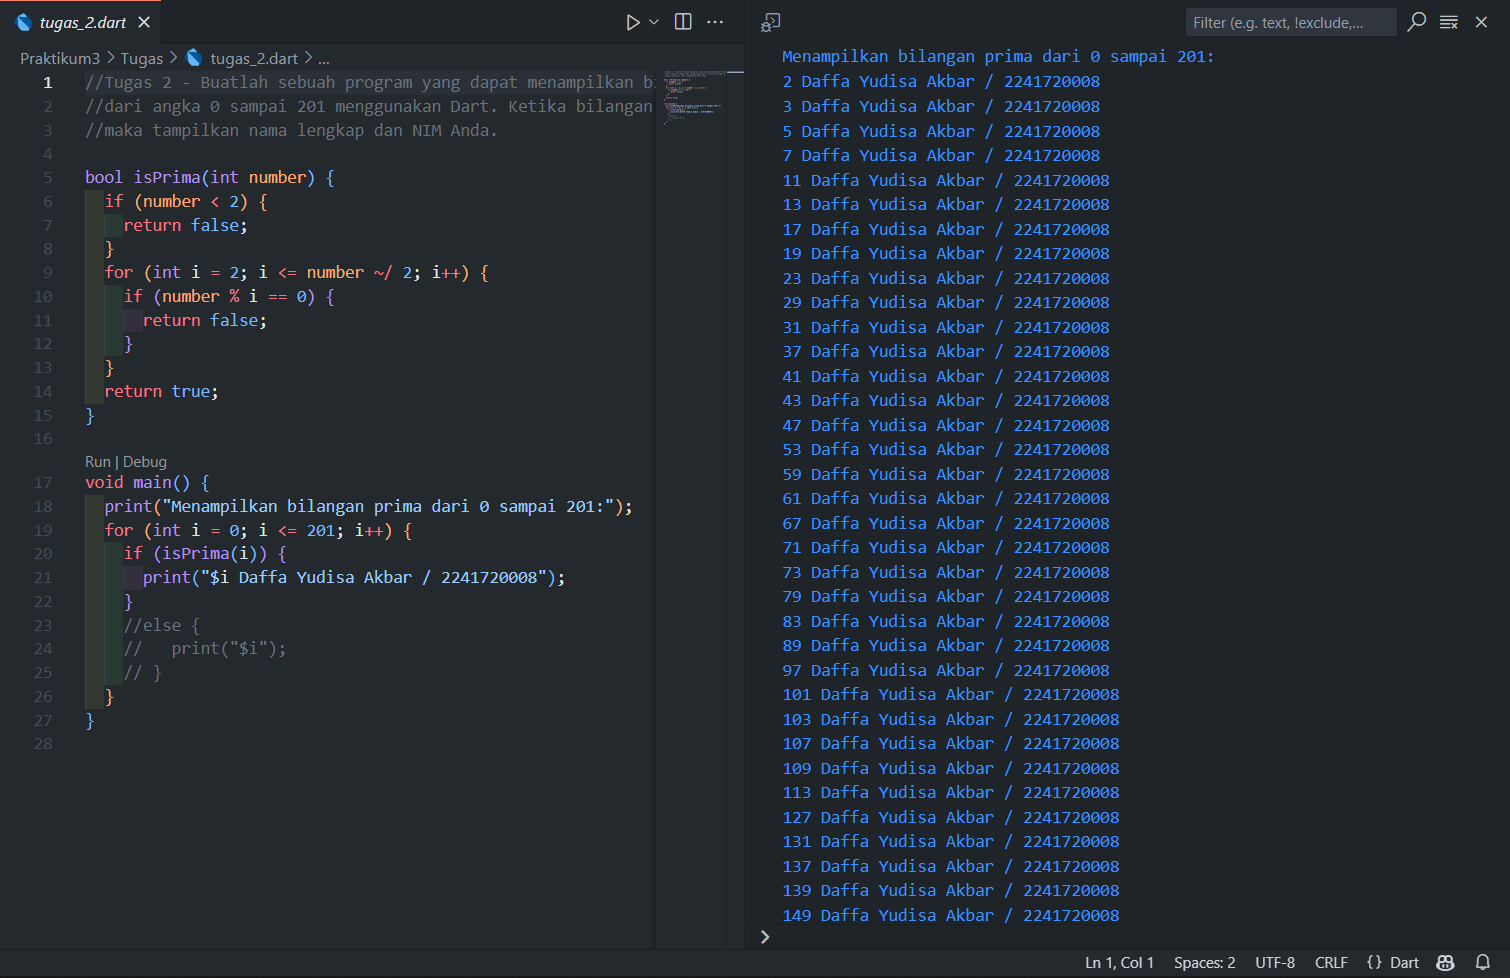 tugas_2.dart
Praktikum3 > Tugas > tugas_2.dart > ...
1 //Tugas 2 - Buatlah sebuah program yang dapat menampilkan b
2 //dari angka 0 sampai 201 menggunakan Dart. Ketika bilangan
3 //maka tampilkan nama lengkap dan NIM Anda.
4
5 bool isPrima(int number) {
6 if (number < 2) {
7 return false;
8 }
9 for (int i = 2; i <= number ~/ 2; i++) {
10 if (number % i == 0) {
11 return false;
12 }
13 }
14 return true;
15 }
16
Run | Debug
17 void main() {
18 print("Menampilkan bilangan prima dari 0 sampai 201:");
19 for (int i = 0; i <= 201; i++) {
20 if (isPrima(i)) {
21 print("$i Daffa Yudisa Akbar / 2241720008");
22 }
23 //else {
24 //   print("$i");
25 // }
26 }
27 }
28
Filter (e.g. text, !exclude,...
Menampilkan bilangan prima dari 0 sampai 201:
2 Daffa Yudisa Akbar / 2241720008
3 Daffa Yudisa Akbar / 2241720008
5 Daffa Yudisa Akbar / 2241720008
7 Daffa Yudisa Akbar / 2241720008
11 Daffa Yudisa Akbar / 2241720008
13 Daffa Yudisa Akbar / 2241720008
17 Daffa Yudisa Akbar / 2241720008
19 Daffa Yudisa Akbar / 2241720008
23 Daffa Yudisa Akbar / 2241720008
29 Daffa Yudisa Akbar / 2241720008
31 Daffa Yudisa Akbar / 2241720008
37 Daffa Yudisa Akbar / 2241720008
41 Daffa Yudisa Akbar / 2241720008
43 Daffa Yudisa Akbar / 2241720008
47 Daffa Yudisa Akbar / 2241720008
53 Daffa Yudisa Akbar / 2241720008
59 Daffa Yudisa Akbar / 2241720008
61 Daffa Yudisa Akbar / 2241720008
67 Daffa Yudisa Akbar / 2241720008
71 Daffa Yudisa Akbar / 2241720008
73 Daffa Yudisa Akbar / 2241720008
79 Daffa Yudisa Akbar / 2241720008
83 Daffa Yudisa Akbar / 2241720008
89 Daffa Yudisa Akbar / 2241720008
97 Daffa Yudisa Akbar / 2241720008
101 Daffa Yudisa Akbar / 2241720008
103 Daffa Yudisa Akbar / 2241720008
107 Daffa Yudisa Akbar / 2241720008
109 Daffa Yudisa Akbar / 2241720008
113 Daffa Yudisa Akbar / 2241720008
127 Daffa Yudisa Akbar / 2241720008
131 Daffa Yudisa Akbar / 2241720008
137 Daffa Yudisa Akbar / 2241720008
139 Daffa Yudisa Akbar / 2241720008
149 Daffa Yudisa Akbar / 2241720008
Ln 1, Col 1 Spaces: 2 UTF-8 CRLF {} Dart